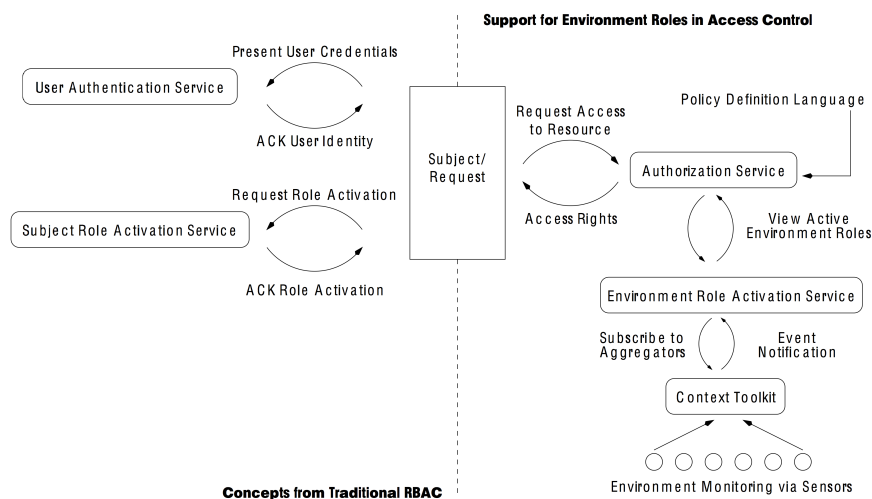 Support for Environment Roles in Access Control
Present User Credentials
User Authentication Service
ACK User Identity
Request Role Activation
Subject Role Activation Service
ACK Role Activation
Subject/
Request
Request Access
to Resource
Access Rights
Policy Definition Language
Authorization Service
View Active
Environment Roles
Environment Role Activation Service
Subscribe to
Aggregators
Event
Notification
Context Toolkit
Environment Monitoring via Sensors
Concepts from Traditional RBAC